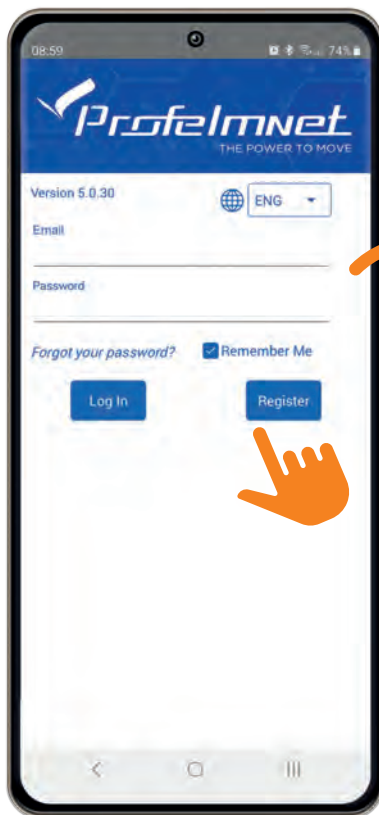 08:59 74%
Profelmnet
THE POWER TO MOVE
Version 5.0.30
ENG
Email
Password
Forgot your password? Remember Me
Log In Register